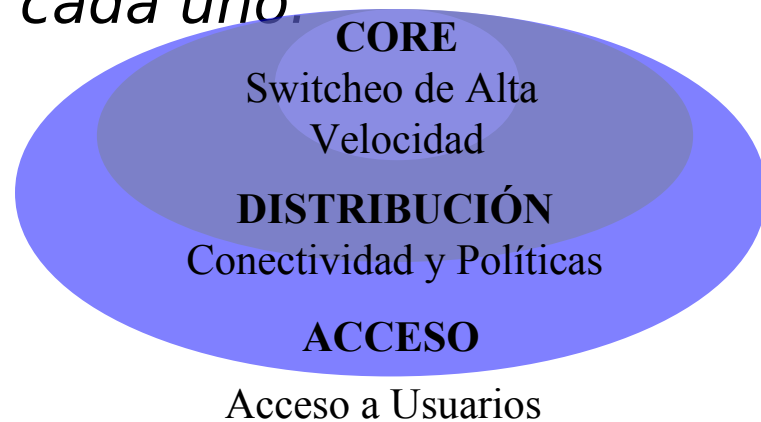 cada uno.
CORE
Switcheo de Alta
Velocidad
DISTRIBUCIÓN
Conectividad y Políticas
ACCESO
Acceso a Usuarios